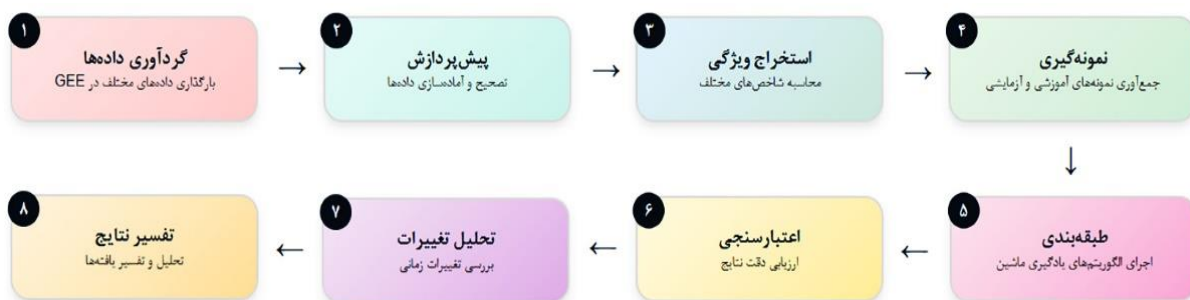 ۱
گردآوری داده‌ها
بارگذاری داده‌های مختلف در GEE
۲
پیش‌پردازش
تصحیح و آماده‌سازی داده‌ها
۳
استخراج ویژگی
محاسبه شاخص‌های مختلف
۴
نمونه‌گیری
جمع‌آوری نمونه‌های آموزشی و آزمایشی
۵
طبقه‌بندی
اجرای الگوریتم‌های یادگیری ماشین
۶
اعتبارسنجی
ارزیابی دقت نتایج
۷
تحلیل تغییرات
بررسی تغییرات زمانی
۸
تفسیر نتایج
تحلیل و تفسیر یافته‌ها